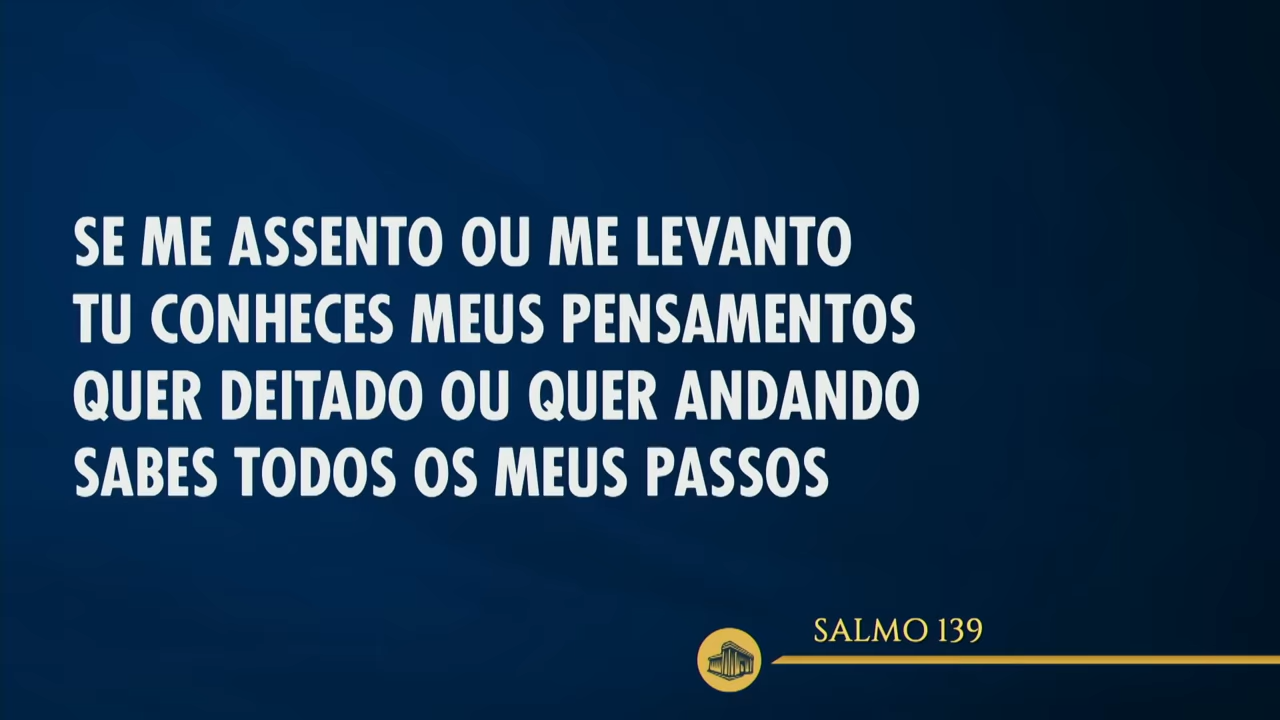 SE ME ASSENTO OU ME LEVANTO
TU CONHECES MEUS PENSAMENTOS
QUER DEITADO OU QUER ANDANDO
SABES TODOS OS MEUS PASSOS
SALMO 139